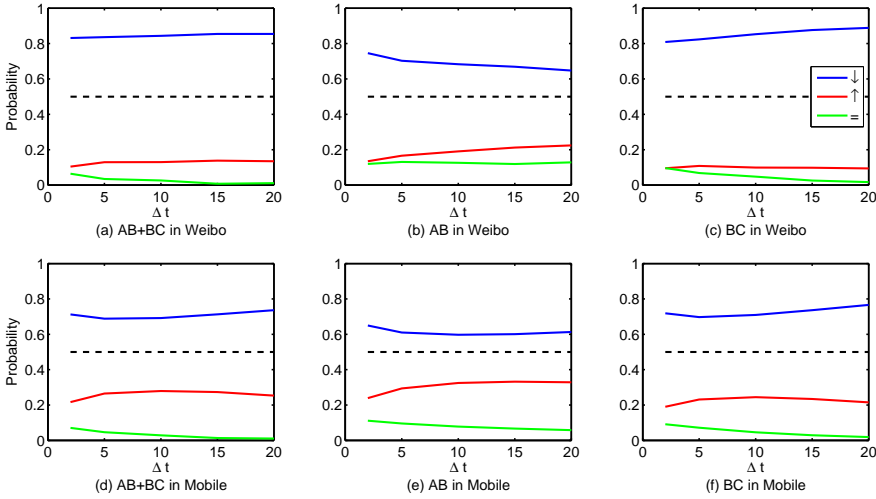 1
0.8
0.6
0.4
0.2
0
Probability
0 5 10 15 20
Δ t
(a) AB+BC in Weibo
1
0.8
0.6
0.4
0.2
0
0 5 10 15 20
Δ t
(b) AB in Weibo
1
0.8
0.6
0.4
0.2
0
↓
↑
=
0 5 10 15 20
Δ t
(c) BC in Weibo
1
0.8
0.6
0.4
0.2
0
Probability
0 5 10 15 20
Δ t
(d) AB+BC in Mobile
1
0.8
0.6
0.4
0.2
0
0 5 10 15 20
Δ t
(e) AB in Mobile
1
0.8
0.6
0.4
0.2
0
0 5 10 15 20
Δ t
(f) BC in Mobile